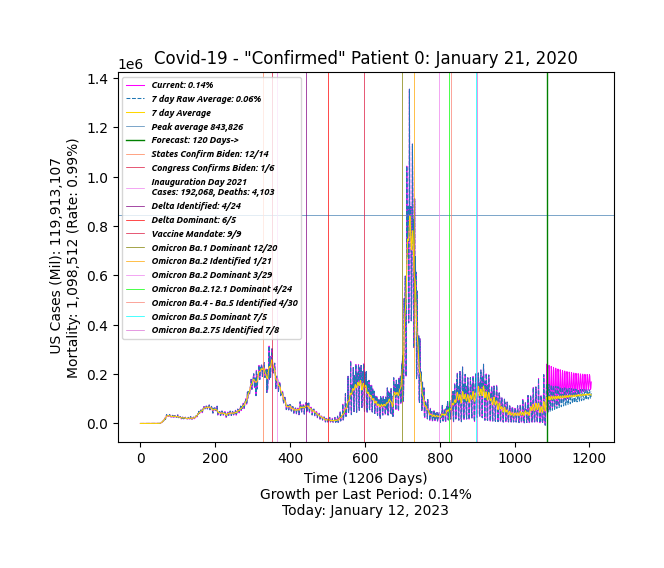 Covid-19 - "Confirmed" Patient 0: January 21, 2020
1e6
1.4
1.2
1.0
0.8
0.6
0.4
0.2
0.0
US Cases (Mil): 119,913,107
Mortality: 1,098,512 (Rate: 0.99%)
Current: 0.14%
7 day Raw Average: 0.06%
7 day Average
Peak average 843,826
Forecast: 120 Days->
States Confirm Biden: 12/14
Congress Confirms Biden: 1/6
Inauguration Day 2021
Cases: 192,068, Deaths: 4,103
Delta Identified: 4/24
Delta Dominant: 6/5
Vaccine Mandate: 9/9
Omicron Ba.1 Dominant 12/20
Omicron Ba.2 Identified 1/21
Omicron Ba.2 Dominant 3/29
Omicron Ba.2.12.1 Dominant 4/24
Omicron Ba.4 - Ba.5 Identified 4/30
Omicron Ba.5 Dominant 7/5
Omicron Ba.2.75 Identified 7/8
0 200 400 600 800 1000 1200
Time (1206 Days)
Growth per Last Period: 0.14%
Today: January 12, 2023